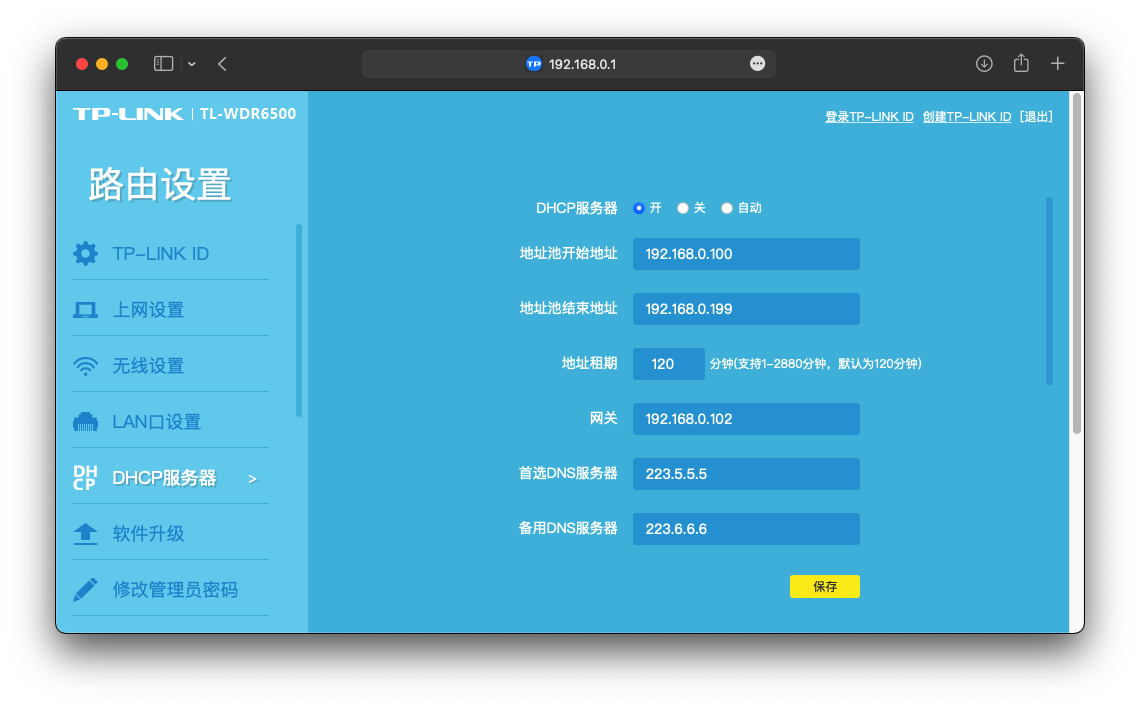 192.168.0.1
TP-LINK | TL-WDR6500
登录TP-LINK ID 创建TP-LINK ID [退出]
路由设置
TP-LINK ID
上网设置
无线设置
LAN口设置
DHCP服务器 >
软件升级
修改管理员密码
DHCP服务器 开 关 自动
地址池开始地址 192.168.0.100
地址池结束地址 192.168.0.199
地址租期 120 分钟(支持1-2880分钟，默认为120分钟)
网关 192.168.0.102
首选DNS服务器 223.5.5.5
备用DNS服务器 223.6.6.6
保存